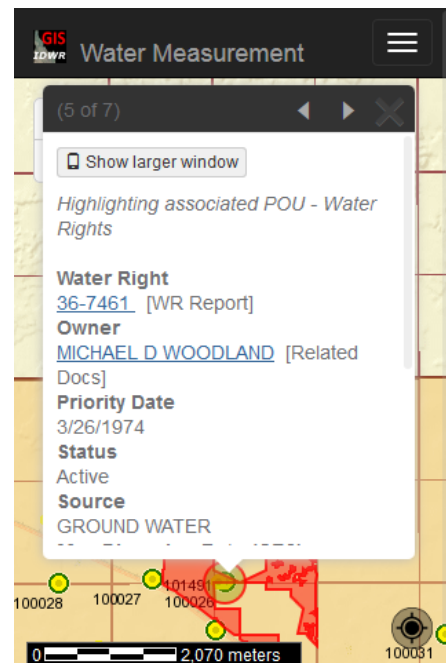 GIS
IDWR Water Measurement
(5 of 7)
Show larger window
Highlighting associated POU - Water
Rights
Water Right
36-7461 [WR Report]
Owner
MICHAEL D WOODLAND [Related
Docs]
Priority Date
3/26/1974
Status
Active
Source
GROUND WATER
101491
100028 100027 100026
0 2,070 meters
100031